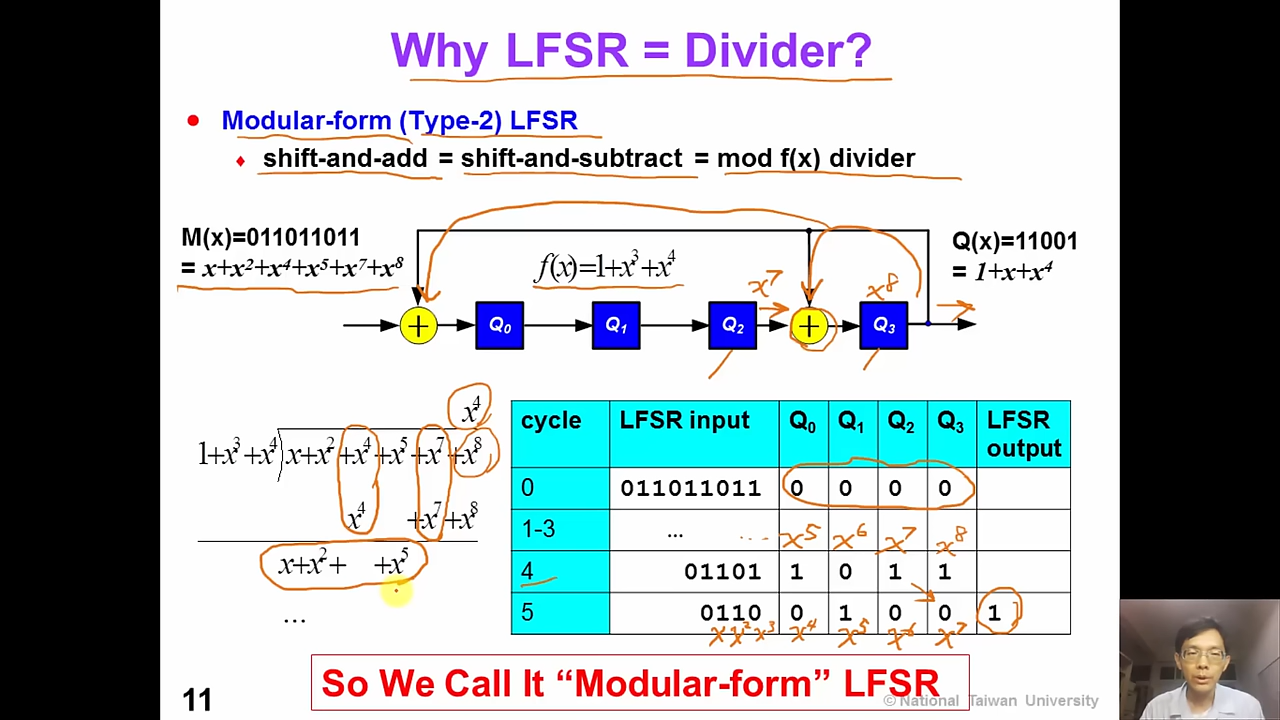 Why LFSR = Divider?
• Modular-form (Type-2) LFSR
♦ shift-and-add = shift-and-subtract = mod f(x) divider
M(x)=011011011
= x+x²+x⁴+x⁵+x⁷+x⁸
f(x)=1+x³+x⁴
Q(x)=11001
= 1+x+x⁴
x⁷ x⁸
+ Q₀ Q₁ Q₂ + Q₃
x⁴
1+x³+x⁴ x+x²+x⁴+x⁵+x⁷+x⁸
x⁴ +x⁷+x⁸
x+x²+ +x⁵
...
cycle LFSR input Q₀ Q₁ Q₂ Q₃ LFSR output
0 011011011 0 0 0 0
1-3 ... ... x⁵ x⁶ x⁷ x⁸
4 01101 1 0 1 1
5 0110 0 1 0 0 1
x x² x³ x⁴ x⁵ x⁶ x⁷
So We Call It “Modular-form” LFSR
11
© National Taiwan University